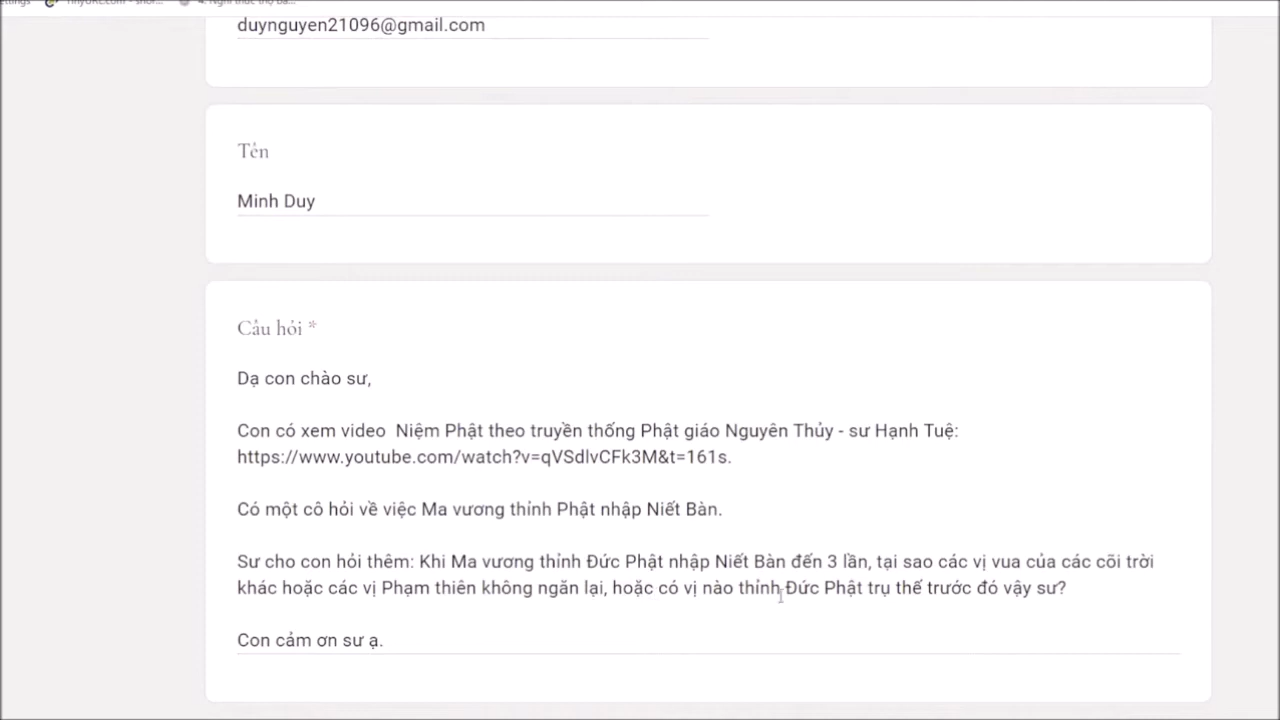 duynguyen21096@gmail.com
Tên
Minh Duy
Câu hỏi *
Dạ con chào sư,
Con có xem video  Niệm Phật theo truyền thống Phật giáo Nguyên Thủy - sư Hạnh Tuệ:
https://www.youtube.com/watch?v=qVSdlvCFk3M&t=161s.
Có một cô hỏi về việc Ma vương thỉnh Phật nhập Niết Bàn.
Sư cho con hỏi thêm: Khi Ma vương thỉnh Đức Phật nhập Niết Bàn đến 3 lần, tại sao các vị vua của các cõi trời
khác hoặc các vị Phạm thiên không ngăn lại, hoặc có vị nào thỉnh Đức Phật trụ thế trước đó vậy sư?
Con cảm ơn sư ạ.